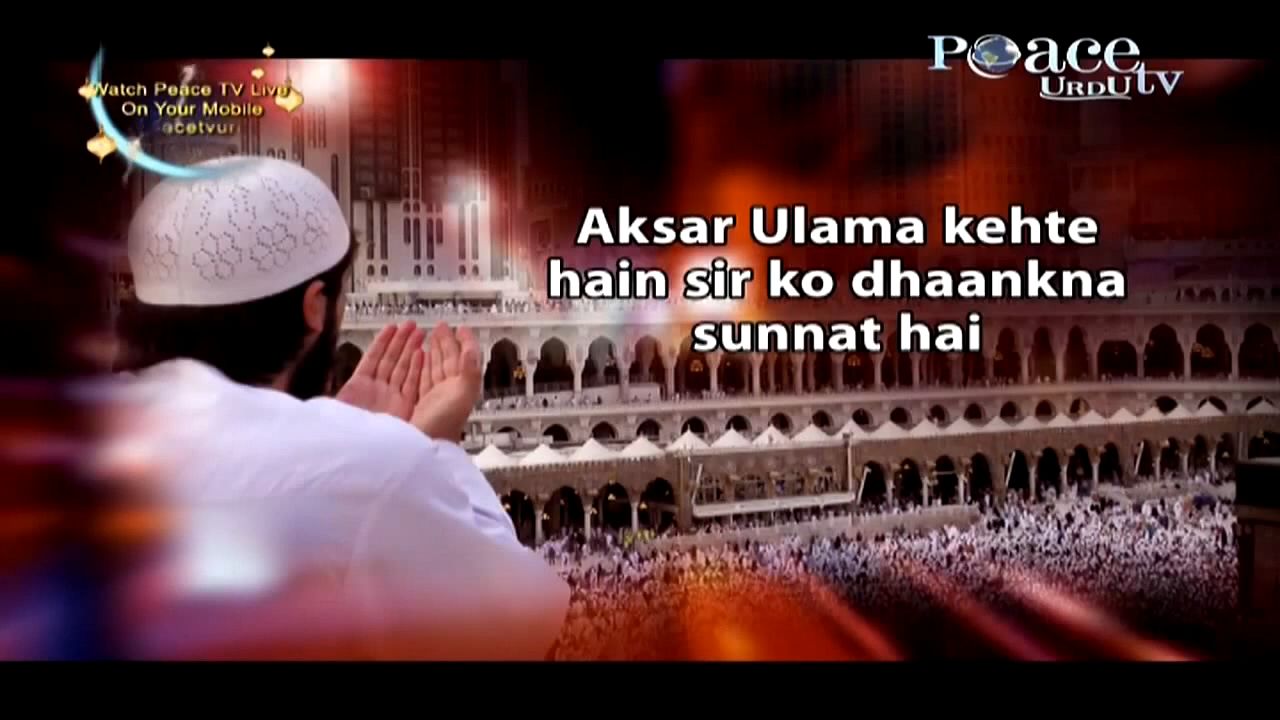 Watch Peace TV Live
On Your Mobile
Peace
URDU TV
Aksar Ulama kehte
hain sir ko dhaankna
sunnat hai